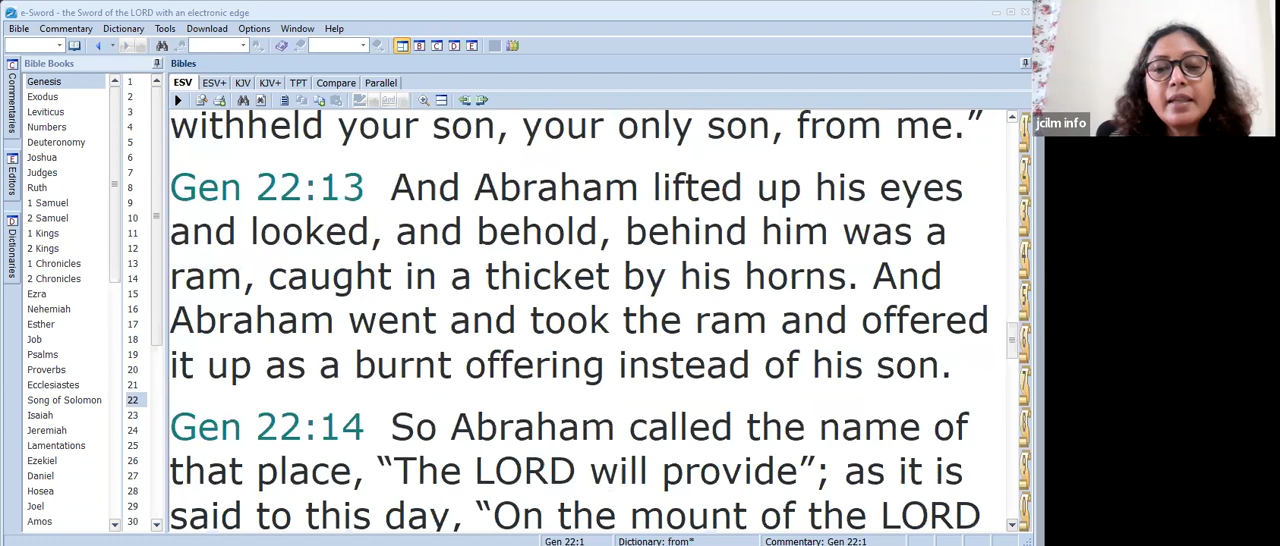 e-Sword - the Sword of the LORD with an electronic edge
Bible Commentary Dictionary Tools Download Options Window Help
B C D E
Bible Books
Bibles
ESV ESV+ KJV KJV+ TPT Compare Parallel
Commentaries
Editors
Dictionaries
Genesis 1
Exodus 2
Leviticus 3
Numbers 4
Deuteronomy 5
Joshua 6
Judges 7
Ruth 8
1 Samuel 9
2 Samuel 10
1 Kings 11
2 Kings 12
1 Chronicles 13
2 Chronicles 14
Ezra 15
Nehemiah 16
Esther 17
Job 18
Psalms 19
Proverbs 20
Ecclesiastes 21
Song of Solomon 22
Isaiah 23
Jeremiah 24
Lamentations 25
Ezekiel 26
Daniel 27
Hosea 28
Joel 29
Amos 30
withheld your son, your only son, from me.”
Gen 22:13 And Abraham lifted up his eyes
and looked, and behold, behind him was a
ram, caught in a thicket by his horns. And
Abraham went and took the ram and offered
it up as a burnt offering instead of his son.
Gen 22:14 So Abraham called the name of
that place, “The LORD will provide”; as it is
said to this day, “On the mount of the LORD
jcilm info
Gen 22:1 Dictionary: from* Commentary: Gen 22:1